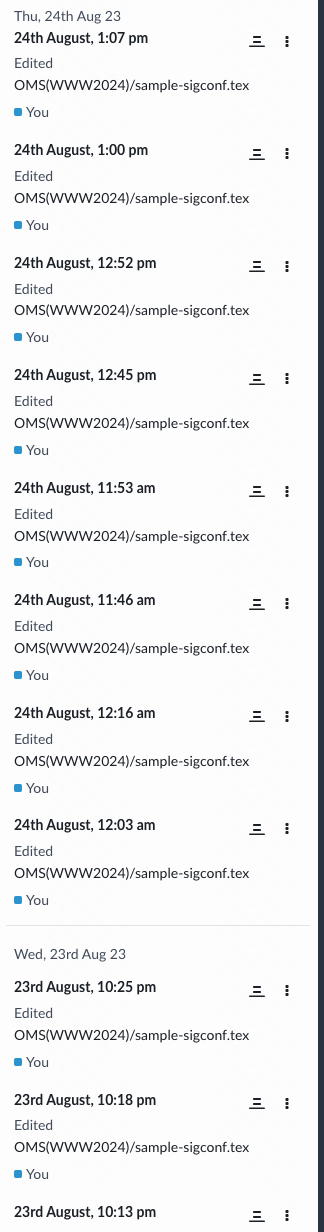 Thu, 24th Aug 23
24th August, 1:07 pm
Edited
OMS(WWW2024)/sample-sigconf.tex
You
24th August, 1:00 pm
Edited
OMS(WWW2024)/sample-sigconf.tex
You
24th August, 12:52 pm
Edited
OMS(WWW2024)/sample-sigconf.tex
You
24th August, 12:45 pm
Edited
OMS(WWW2024)/sample-sigconf.tex
You
24th August, 11:53 am
Edited
OMS(WWW2024)/sample-sigconf.tex
You
24th August, 11:46 am
Edited
OMS(WWW2024)/sample-sigconf.tex
You
24th August, 12:16 am
Edited
OMS(WWW2024)/sample-sigconf.tex
You
24th August, 12:03 am
Edited
OMS(WWW2024)/sample-sigconf.tex
You
Wed, 23rd Aug 23
23rd August, 10:25 pm
Edited
OMS(WWW2024)/sample-sigconf.tex
You
23rd August, 10:18 pm
Edited
OMS(WWW2024)/sample-sigconf.tex
You
23rd August, 10:13 pm